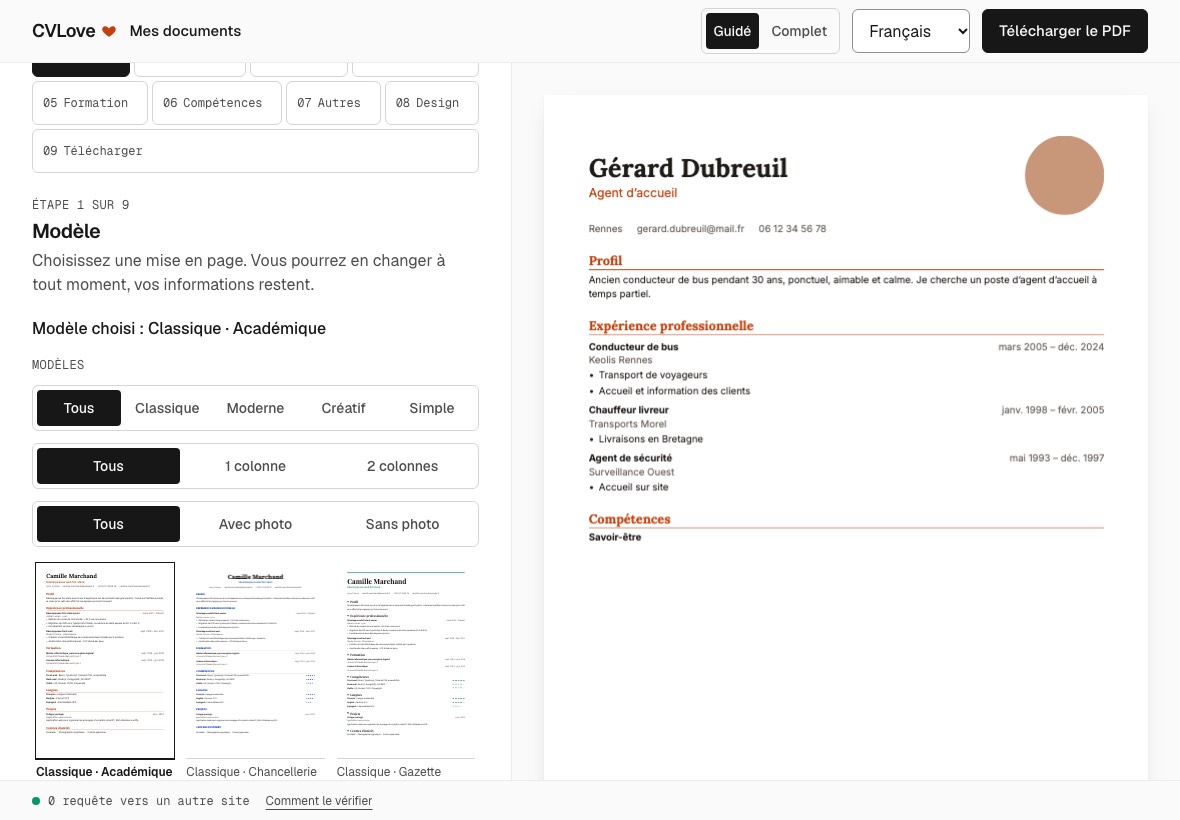 CVLove
Mes documents
Guidé
Complet
Français
Télécharger le PDF
05 Formation
06 Compétences
07 Autres
08 Design
09 Télécharger
ÉTAPE 1 SUR 9
Modèle
Choisissez une mise en page. Vous pourrez en changer à
tout moment, vos informations restent.
Modèle choisi : Classique · Académique
MODÈLES
Tous
Classique
Moderne
Créatif
Simple
Tous
1 colonne
2 colonnes
Tous
Avec photo
Sans photo
Camille Marchand
Camille Marchand
Camille Marchand
Classique · Académique
Classique · Chancellerie
Classique · Gazette
Gérard Dubreuil
Agent d’accueil
Rennes gerard.dubreuil@mail.fr 06 12 34 56 78
Profil
Ancien conducteur de bus pendant 30 ans, ponctuel, aimable et calme. Je cherche un poste d’agent d’accueil à
temps partiel.
Expérience professionnelle
Conducteur de bus mars 2005 – déc. 2024
Keolis Rennes
• Transport de voyageurs
• Accueil et information des clients
Chauffeur livreur janv. 1998 – févr. 2005
Transports Morel
• Livraisons en Bretagne
Agent de sécurité mai 1993 – déc. 1997
Surveillance Ouest
• Accueil sur site
Compétences
Savoir-être
0 requête vers un autre site
Comment le vérifier